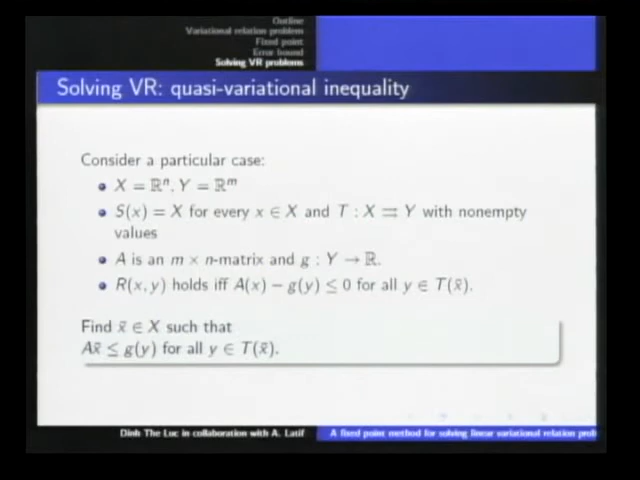 Outline
Variational relation problem
Fixed point
Error bound
Solving VR problems
Solving VR: quasi-variational inequality
Consider a particular case:
• X = ℝⁿ, Y = ℝᵐ
• S(x) = X for every x ∈ X and T : X ⇉ Y with nonempty
values
• A is an m × n-matrix and g : Y → ℝ.
• R(x, y) holds iff A(x) − g(y) ≤ 0 for all y ∈ T(x̄).
Find x̄ ∈ X such that
Ax̄ ≤ g(y) for all y ∈ T(x̄).
Dinh The Luc in collaboration with A. Latif
A fixed point method for solving linear variational relation prob